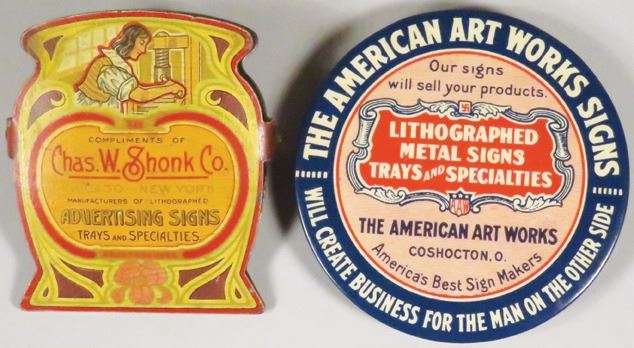 COMPLIMENTS OF
Chas. W. Shonk Co.
NEW YORK
MANUFACTURERS OF LITHOGRAPHED
ADVERTISING SIGNS
TRAYS AND SPECIALTIES.
THE AMERICAN ART WORKS SIGNS
Our signs
will sell your products.
LITHOGRAPHED
METAL SIGNS
TRAYS AND SPECIALTIES
AAW
THE AMERICAN ART WORKS
COSHOCTON, O.
America's Best Sign Makers
WILL CREATE BUSINESS FOR THE MAN ON THE OTHER SIDE